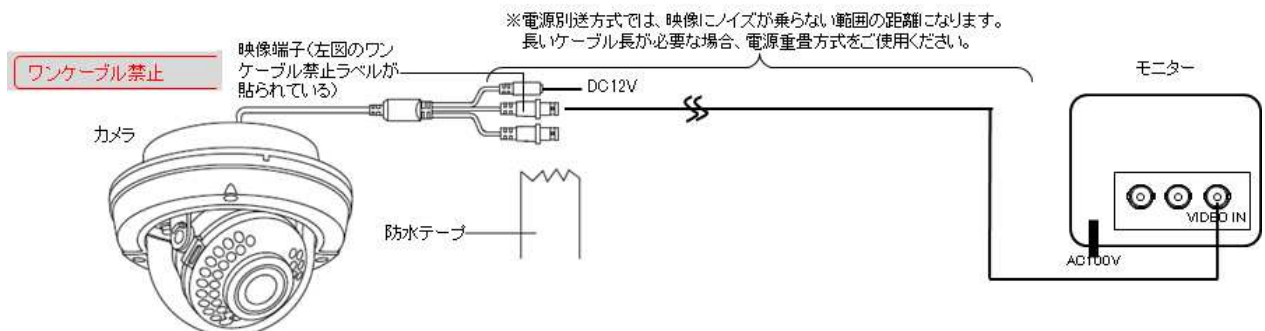 ※電源別送方式では、映像にノイズが乗らない範囲の距離になります。
長いケーブル長が必要な場合、電源重畳方式をご使用ください。
ワンケーブル禁止
映像端子(左図のワン
ケーブル禁止ラベルが
貼られている)
DC12V
モニター
カメラ
VIDEO IN
防水テープ
AC100V